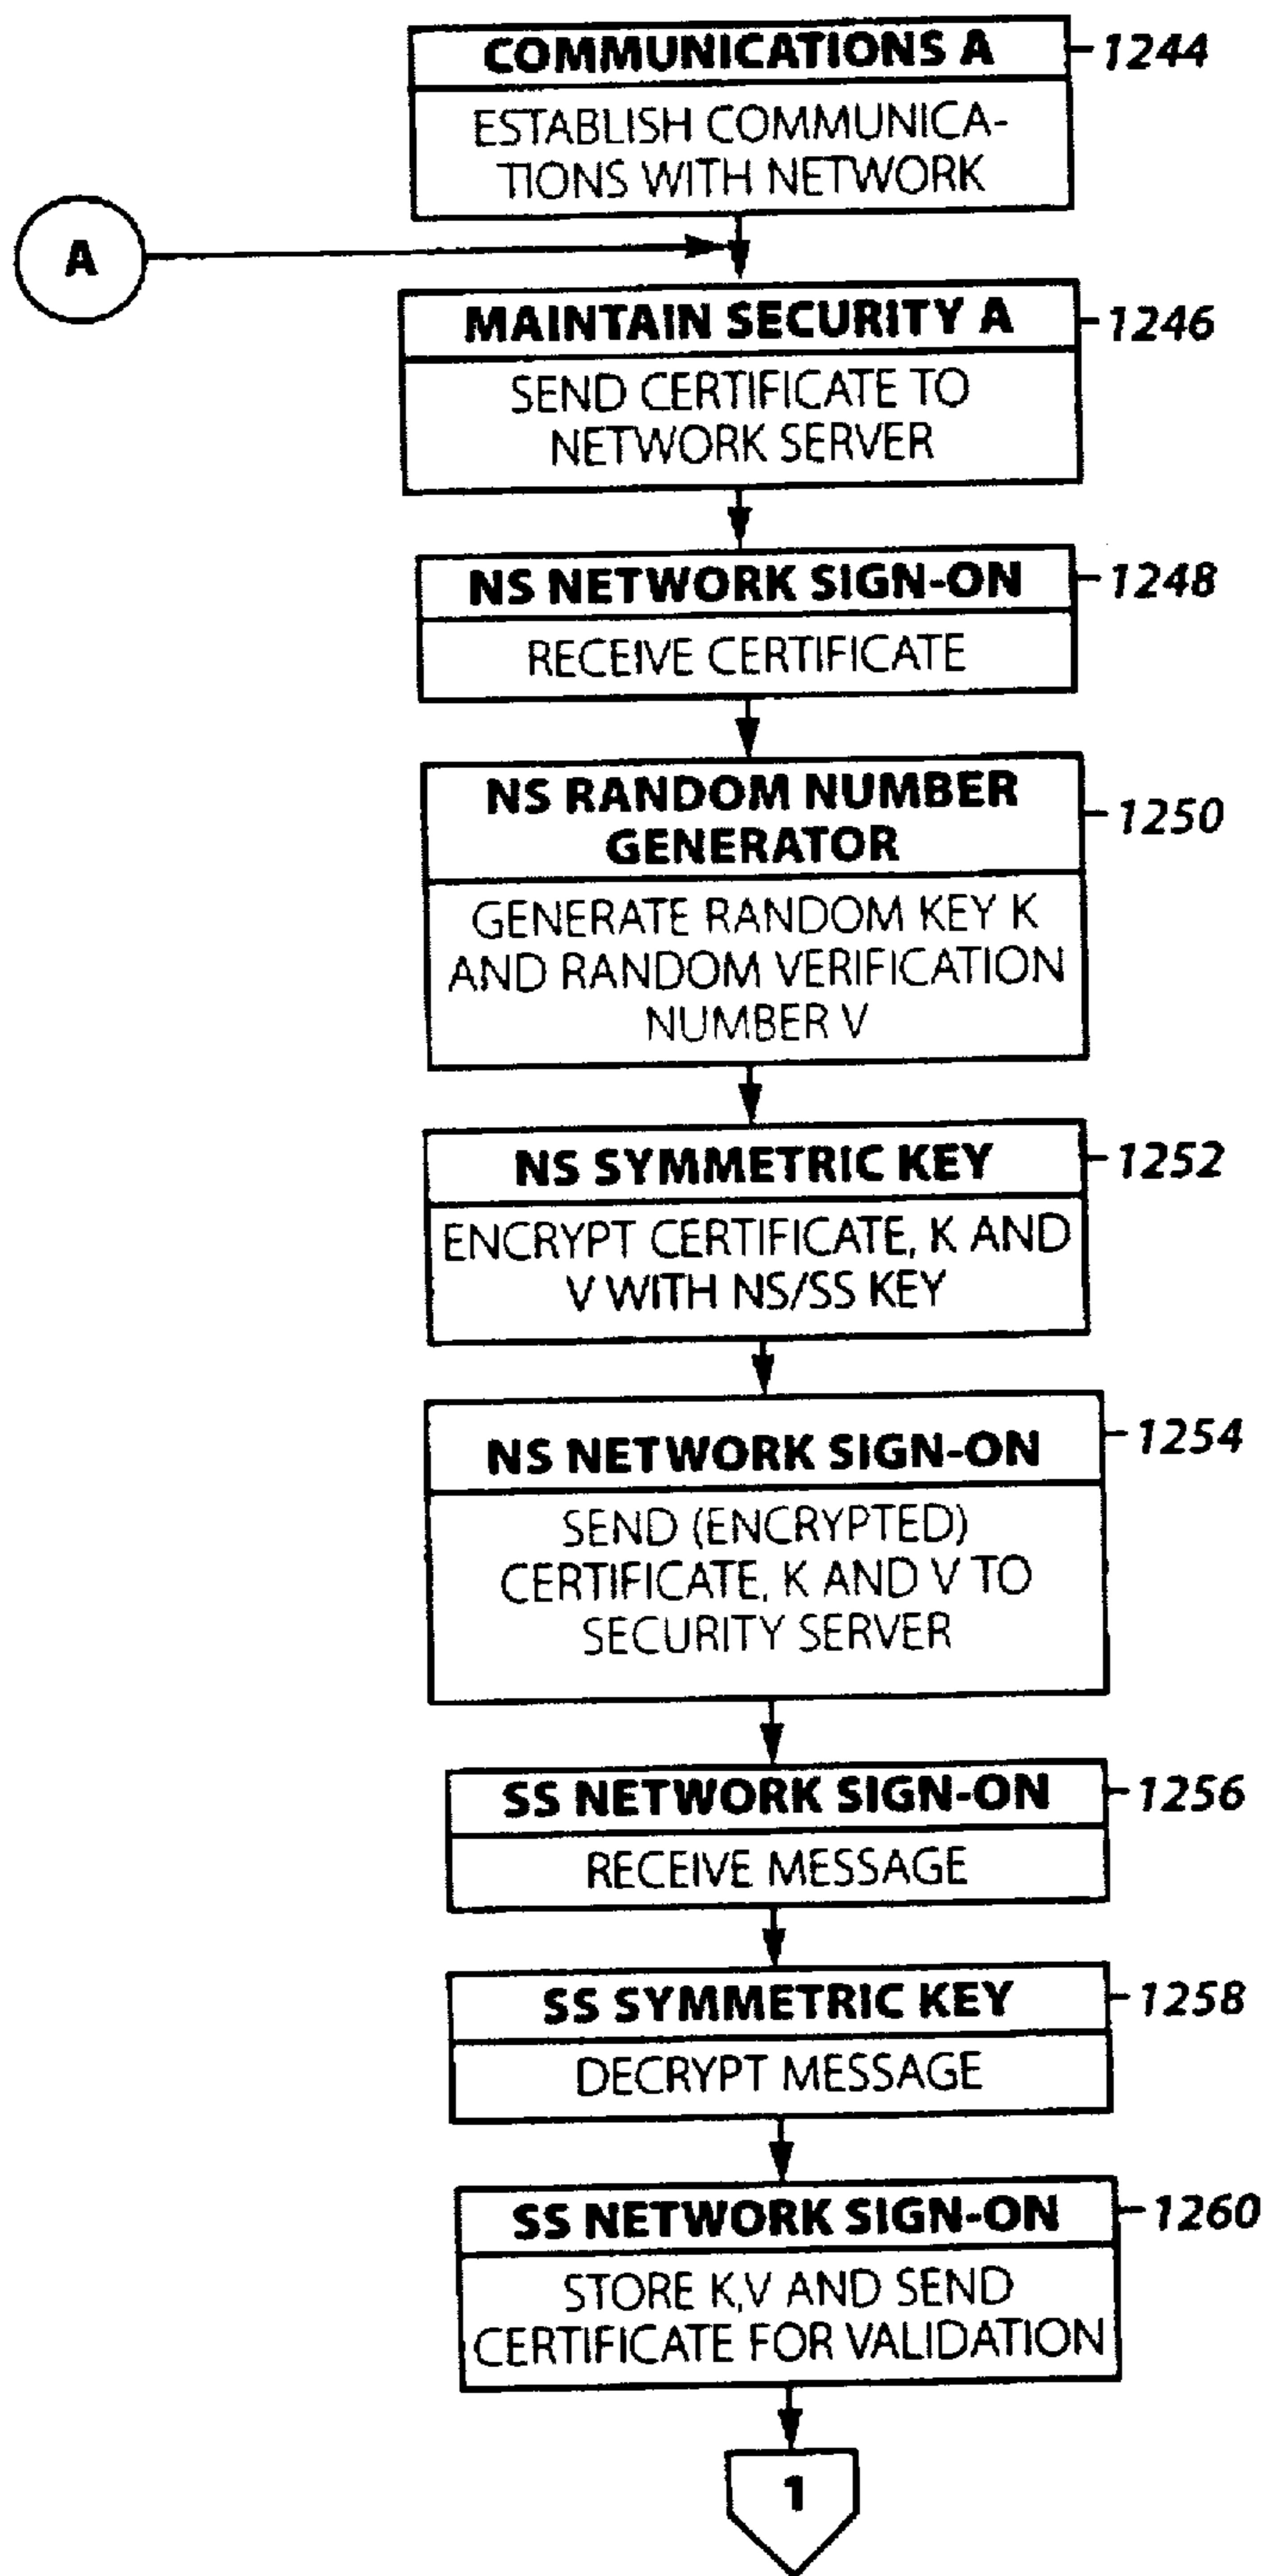 COMMUNICATIONS A
1244
ESTABLISH COMMUNICA-
TIONS WITH NETWORK
A
MAINTAIN SECURITY A
1246
SEND CERTIFICATE TO
NETWORK SERVER
NS NETWORK SIGN-ON
1248
RECEIVE CERTIFICATE
NS RANDOM NUMBER
GENERATOR
1250
GENERATE RANDOM KEY K
AND RANDOM VERIFICATION
NUMBER V
NS SYMMETRIC KEY
1252
ENCRYPT CERTIFICATE, K AND
V WITH NS/SS KEY
NS NETWORK SIGN-ON
1254
SEND (ENCRYPTED)
CERTIFICATE, K AND V TO
SECURITY SERVER
SS NETWORK SIGN-ON
1256
RECEIVE MESSAGE
SS SYMMETRIC KEY
1258
DECRYPT MESSAGE
SS NETWORK SIGN-ON
1260
STORE K,V AND SEND
CERTIFICATE FOR VALIDATION
1